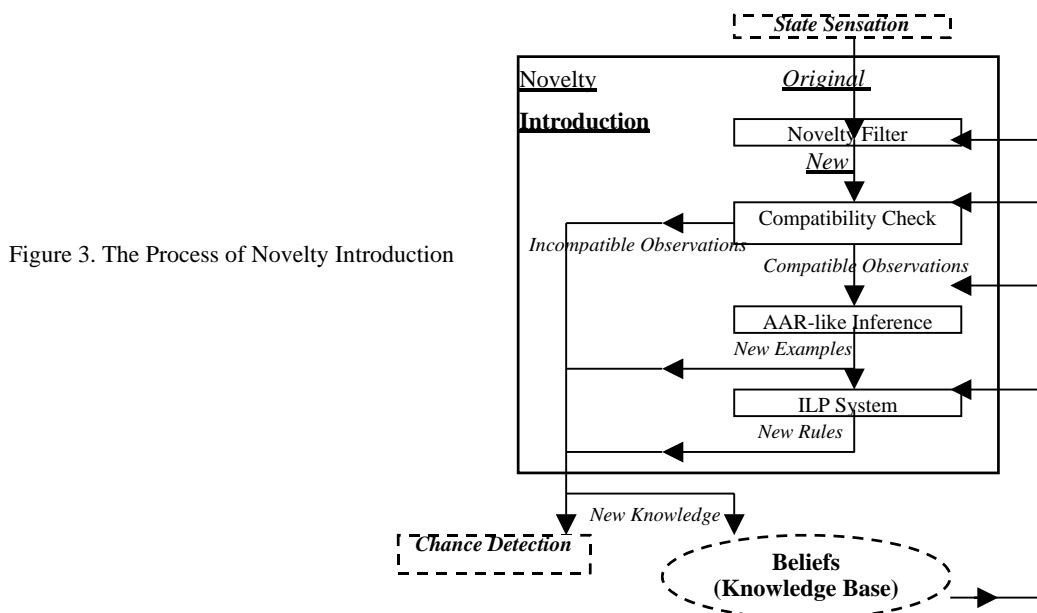 State Sensation
Novelty
Original
Introduction
Novelty Filter
New
Compatibility Check
Incompatible Observations
Figure 3. The Process of Novelty Introduction
Compatible Observations
AAR-like Inference
New Examples
ILP System
New Rules
New Knowledge
Chance Detection
Beliefs
(Knowledge Base)